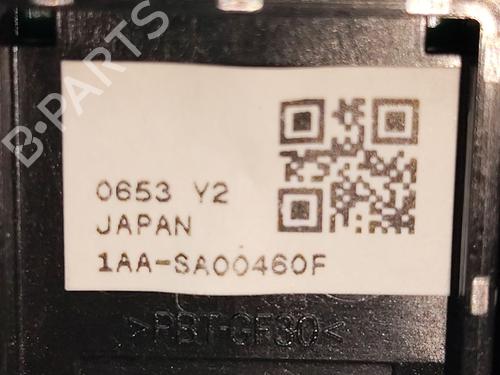 B-PARTS
0653 Y2
JAPAN
1AA-SA00460F
>PBT-GF30<